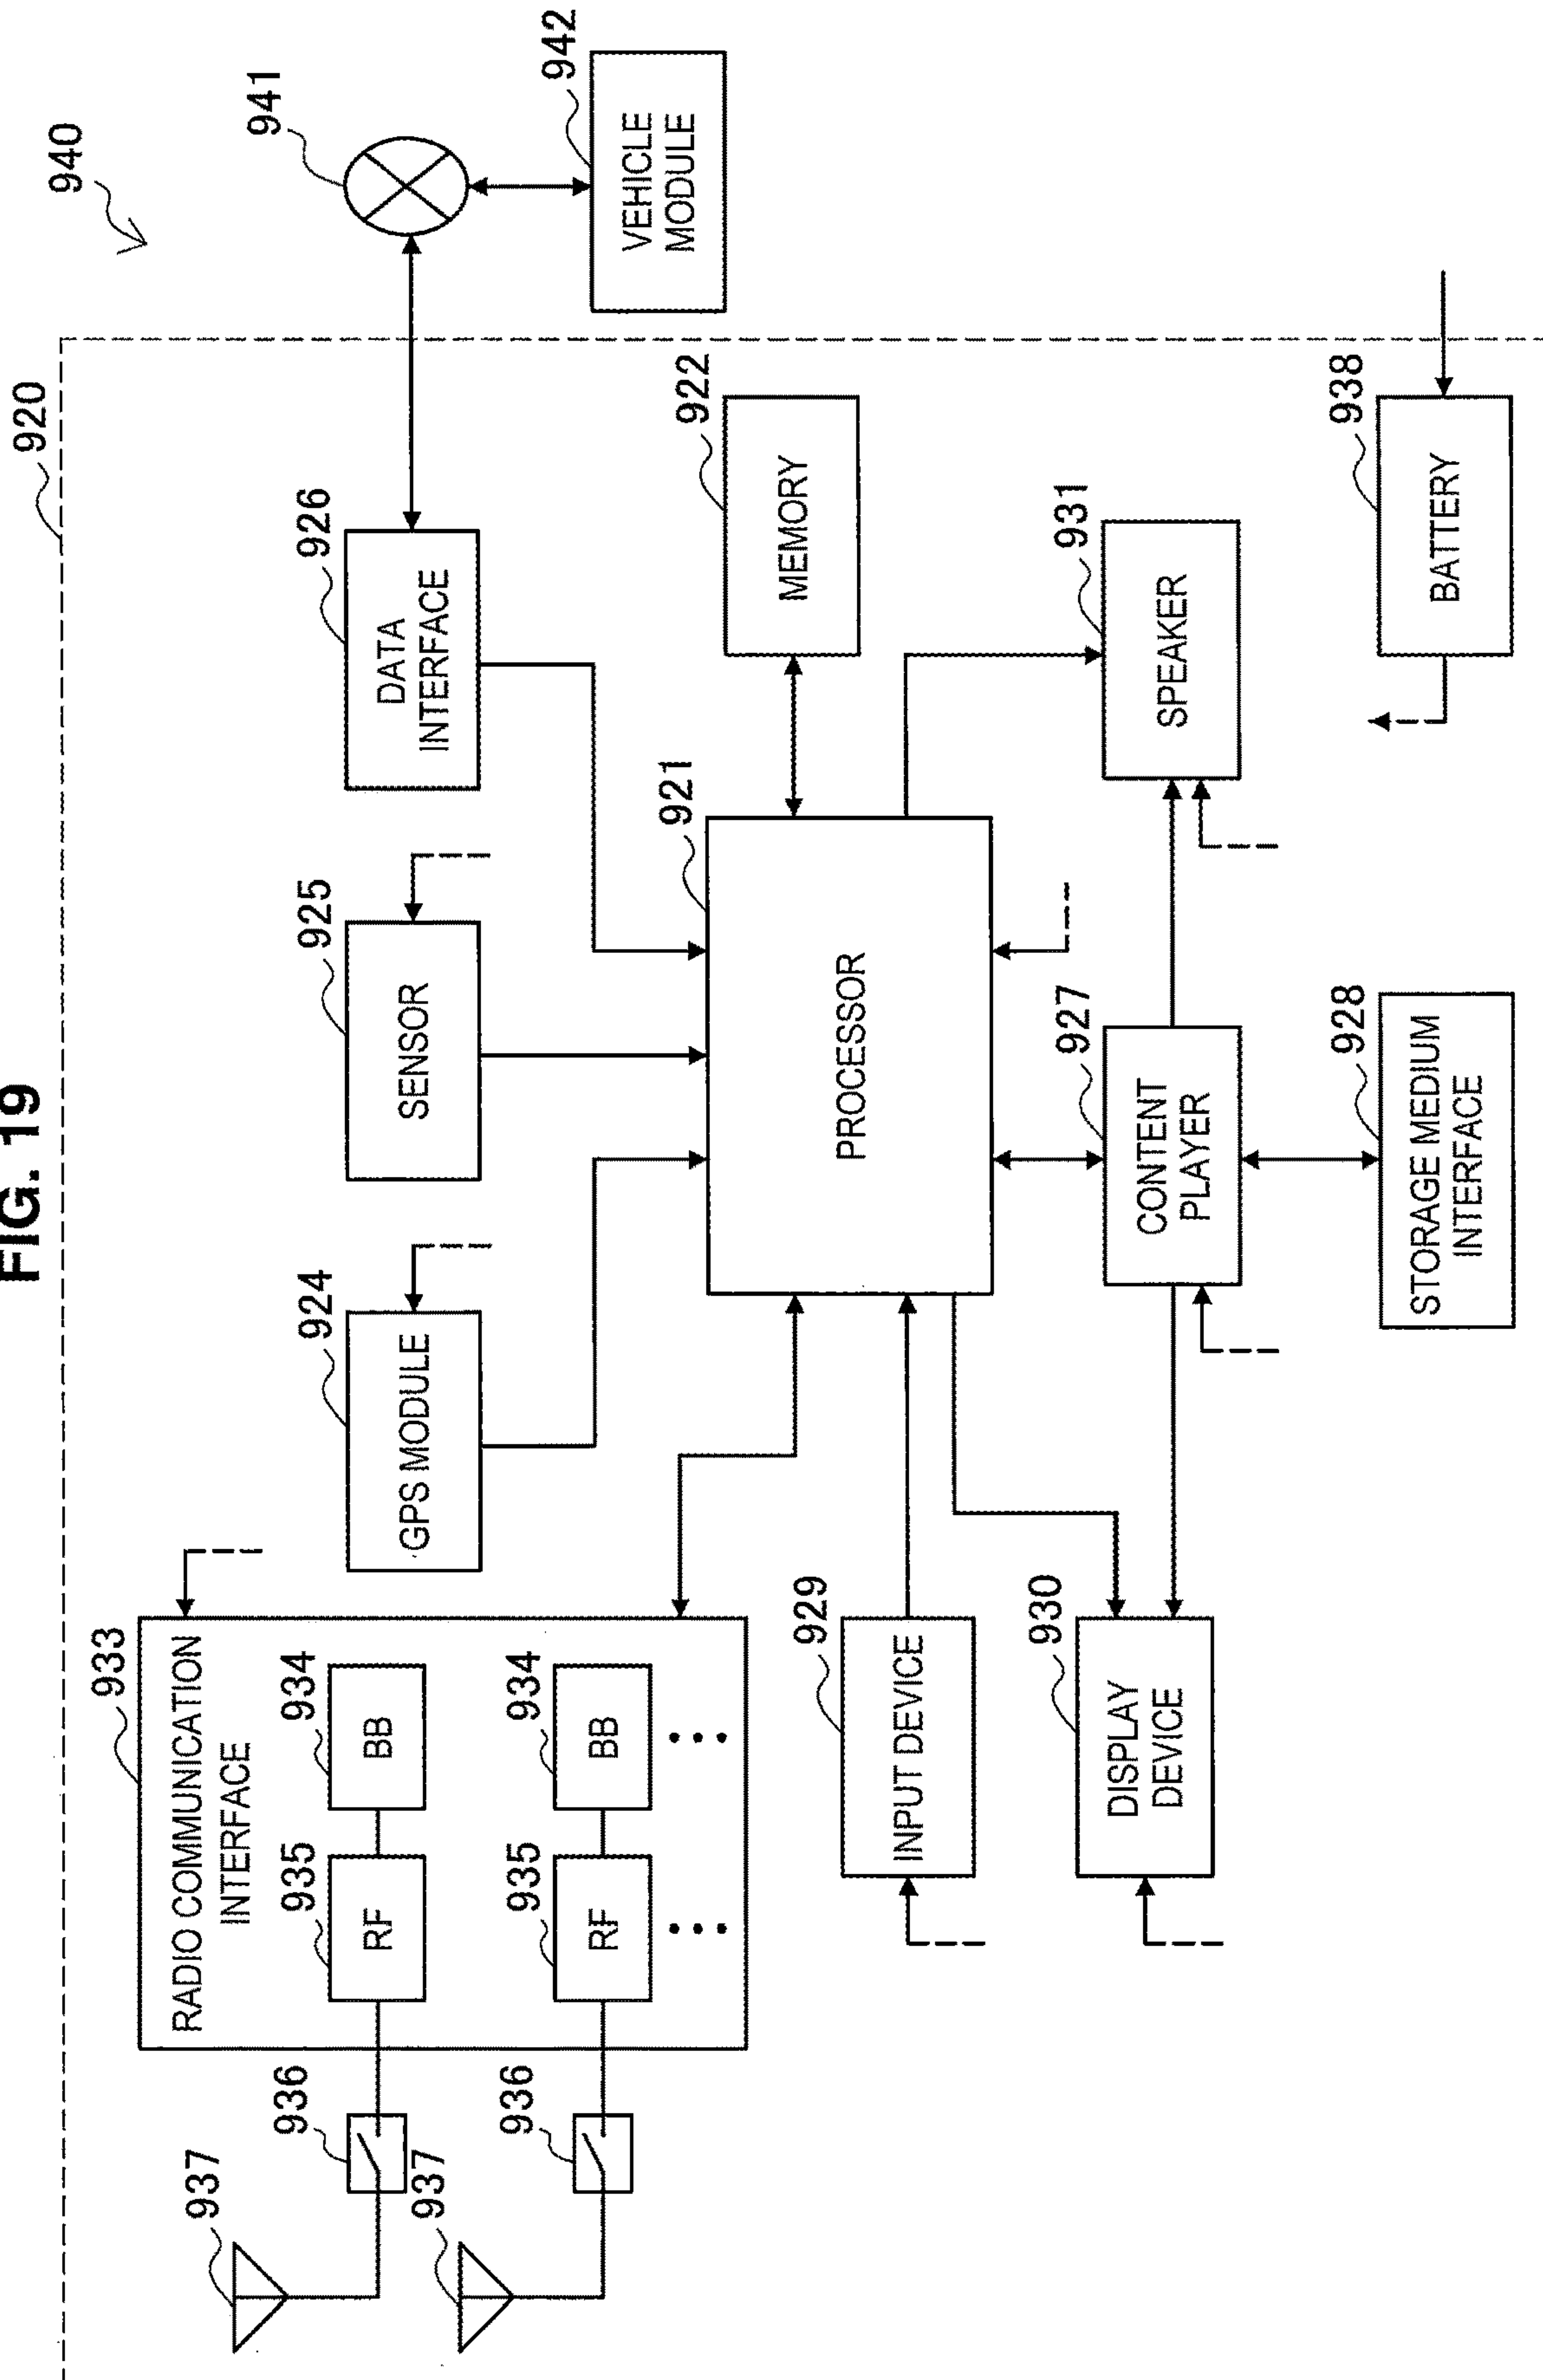 FIG. 19
920
940
933
RADIO COMMUNICATION
INTERFACE
937
936
935
RF
934
BB
937
936
935
RF
934
BB
924
GPS MODULE
925
SENSOR
926
DATA
INTERFACE
941
942
VEHICLE
MODULE
921
PROCESSOR
922
MEMORY
929
INPUT DEVICE
930
DISPLAY
DEVICE
927
CONTENT
PLAYER
931
SPEAKER
928
STORAGE MEDIUM
INTERFACE
938
BATTERY